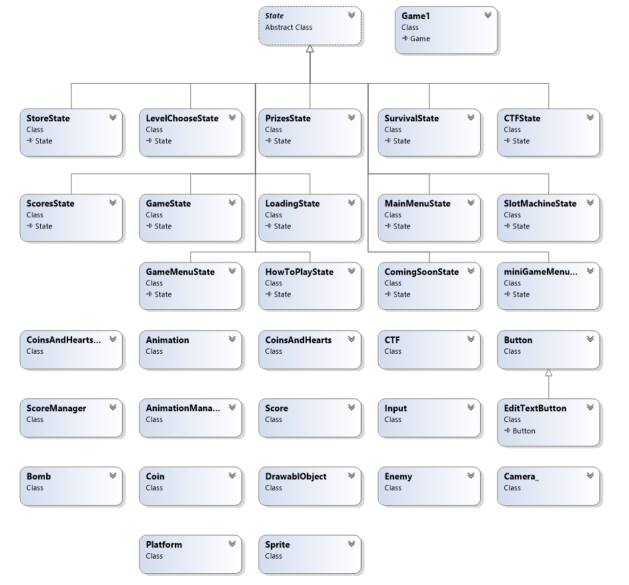 State
Abstract Class
Game1
Class
Game
StoreState
Class
State
LevelChooseState
Class
State
PrizesState
Class
State
SurvivalState
Class
State
CTFState
Class
State
ScoresState
Class
State
GameState
Class
State
LoadingState
Class
State
MainMenuState
Class
State
SlotMachineState
Class
State
GameMenuState
Class
State
HowToPlayState
Class
State
ComingSoonState
Class
State
miniGameMenu...
Class
State
CoinsAndHearts...
Class
Animation
Class
CoinsAndHearts
Class
CTF
Class
Button
Class
ScoreManager
Class
AnimationMana...
Class
Score
Class
Input
Class
EditTextButton
Class
Button
Bomb
Class
Coin
Class
DrawablObject
Class
Enemy
Class
Camera_
Class
Platform
Class
Sprite
Class